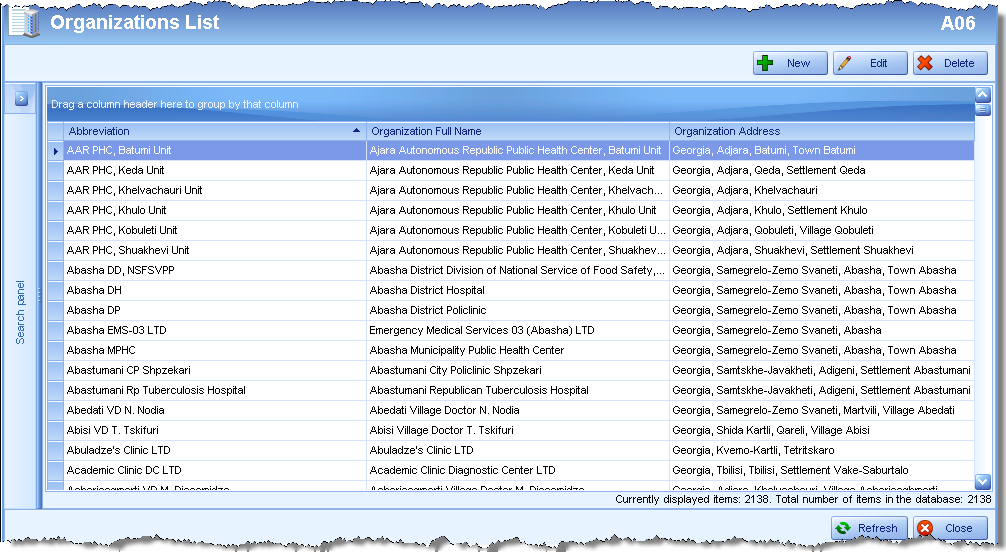 Organizations List A06
New Edit Delete
Drag a column header here to group by that column
Abbreviation Organization Full Name Organization Address
AAR PHC, Batumi Unit Ajara Autonomous Republic Public Health Center, Batumi Unit Georgia, Adjara, Batumi, Town Batumi
AAR PHC, Keda Unit Ajara Autonomous Republic Public Health Center, Keda Unit Georgia, Adjara, Qeda, Settlement Qeda
AAR PHC, Khelvachauri Unit Ajara Autonomous Republic Public Health Center, Khelvach... Georgia, Adjara, Khelvachauri
AAR PHC, Khulo Unit Ajara Autonomous Republic Public Health Center, Khulo Unit Georgia, Adjara, Khulo, Settlement Khulo
AAR PHC, Kobuleti Unit Ajara Autonomous Republic Public Health Center, Kobuleti U... Georgia, Adjara, Qobuleti, Village Qobuleti
AAR PHC, Shuakhevi Unit Ajara Autonomous Republic Public Health Center, Shuakhev... Georgia, Adjara, Shuakhevi, Settlement Shuakhevi
Abasha DD, NSFSVPP Abasha District Division of National Service of Food Safety,... Georgia, Samegrelo-Zemo Svaneti, Abasha, Town Abasha
Abasha DH Abasha District Hospital Georgia, Samegrelo-Zemo Svaneti, Abasha, Town Abasha
Abasha DP Abasha District Policlinic Georgia, Samegrelo-Zemo Svaneti, Abasha, Town Abasha
Abasha EMS-03 LTD Emergency Medical Services 03 (Abasha) LTD Georgia, Samegrelo-Zemo Svaneti, Abasha
Abasha MPHC Abasha Municipality Public Health Center Georgia, Samegrelo-Zemo Svaneti, Abasha, Town Abasha
Abastumani CP Shpzekari Abastumani City Policlinic Shpzekari Georgia, Samtskhe-Javakheti, Adigeni, Settlement Abastumani
Abastumani Rp Tuberculosis Hospital Abastumani Republican Tuberculosis Hospital Georgia, Samtskhe-Javakheti, Adigeni, Settlement Abastumani
Abedati VD N. Nodia Abedati Village Doctor N. Nodia Georgia, Samegrelo-Zemo Svaneti, Martvili, Village Abedati
Abisi VD T. Tskifuri Abisi Village Doctor T. Tskifuri Georgia, Shida Kartli, Qareli, Village Abisi
Abuladze's Clinic LTD Abuladze's Clinic LTD Georgia, Kvemo-Kartli, Tetritskaro
Academic Clinic DC LTD Academic Clinic Diagnostic Center LTD Georgia, Tbilisi, Tbilisi, Settlement Vake-Saburtalo
Search panel
Currently displayed items: 2138. Total number of items in the database: 2138
Refresh Close